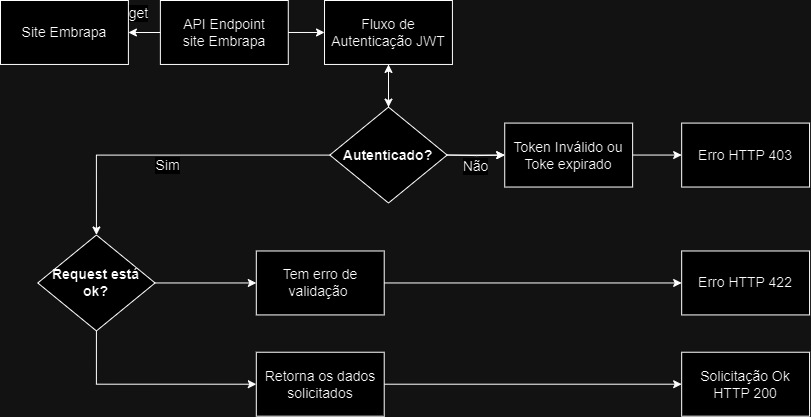 get
Site Embrapa
API Endpoint
site Embrapa
Fluxo de
Autenticação JWT
Autenticado?
Sim
Não
Token Inválido ou
Toke expirado
Erro HTTP 403
Request está
ok?
Tem erro de
validação
Erro HTTP 422
Retorna os dados
solicitados
Solicitação Ok
HTTP 200